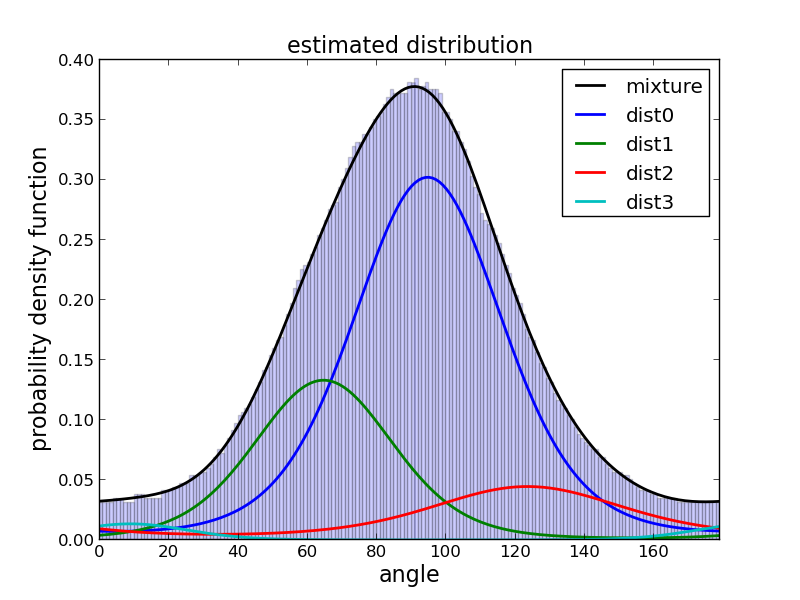 estimated distribution
probability density function
0.40
0.35
0.30
0.25
0.20
0.15
0.10
0.05
0.00
mixture
dist0
dist1
dist2
dist3
0 20 40 60 80 100 120 140 160
angle